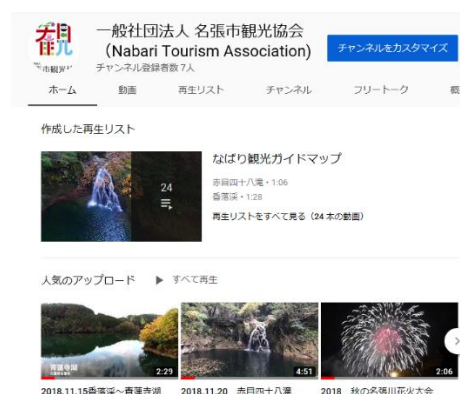 一般社団法人 名張市観光協会
（Nabari Tourism Association）
チャンネル登録者数 7人
チャンネルをカスタマイズ
ホーム
動画
再生リスト
チャンネル
フリートーク
概
作成した再生リスト
24
なばり観光ガイドマップ
赤目四十八滝・1:06
香落渓・1:28
再生リストをすべて見る（24 本の動画）
人気のアップロード ▶ すべて再生
青蓮寺湖
2:29
4:51
2:06
2018.11.15香落渓～青蓮寺湖
2018.11.20 赤目四十八滝
2018 秋の名張川花火大会